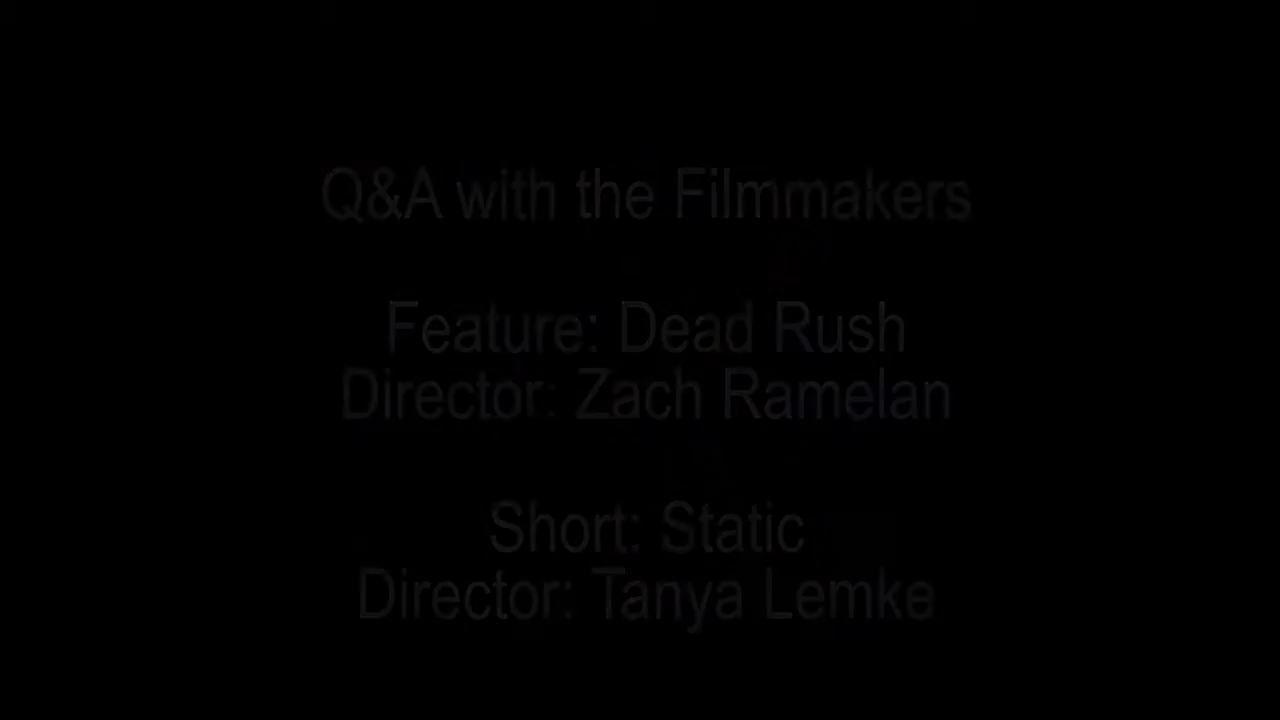 Q&A with the Filmmakers
Feature: Dead Rush
Director: Zach Ramelan
Short: Static
Director: Tanya Lemke